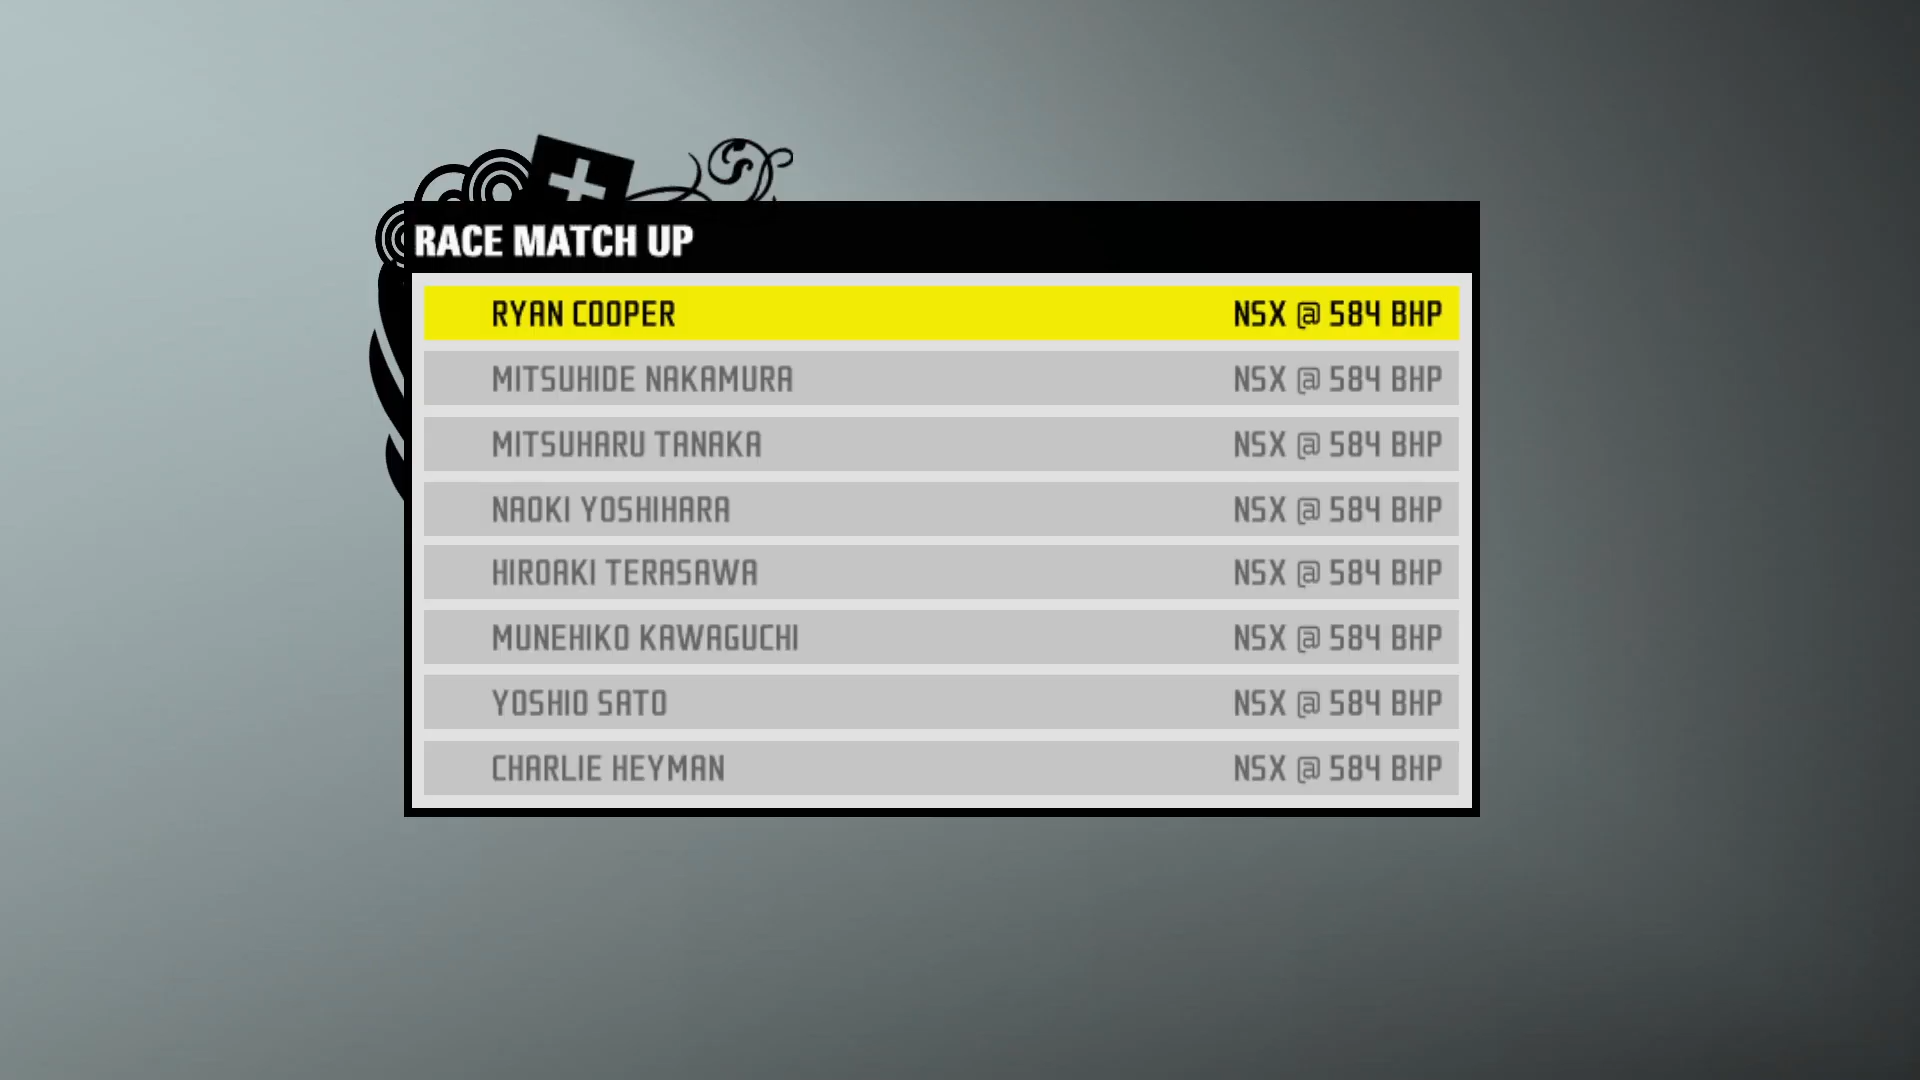 RACE MATCH UP
RYAN COOPER NSX @ 584 BHP
MITSUHIDE NAKAMURA NSX @ 584 BHP
MITSUHARU TANAKA NSX @ 584 BHP
NAOKI YOSHIHARA NSX @ 584 BHP
HIROAKI TERASAWA NSX @ 584 BHP
MUNEHIKO KAWAGUCHI NSX @ 584 BHP
YOSHIO SATO NSX @ 584 BHP
CHARLIE HEYMAN NSX @ 584 BHP